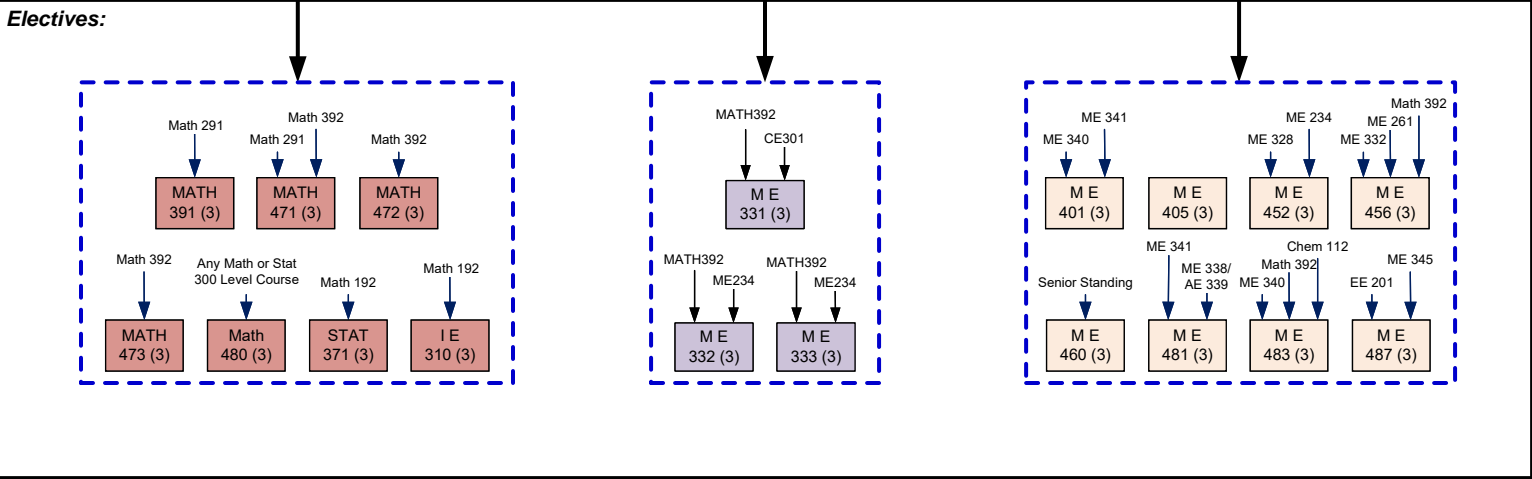 Electives:
Math 291
Math 291
Math 392
Math 392
MATH
391 (3)
MATH
471 (3)
MATH
472 (3)
Math 392
Any Math or Stat
300 Level Course
Math 192
Math 192
MATH
473 (3)
Math
480 (3)
STAT
371 (3)
I E
310 (3)
MATH392
CE301
M E
331 (3)
MATH392
ME234
MATH392
ME234
M E
332 (3)
M E
333 (3)
ME 340
ME 341
ME 328
ME 234
ME 332
ME 261
Math 392
M E
401 (3)
M E
405 (3)
M E
452 (3)
M E
456 (3)
Senior Standing
ME 341
ME 338/
AE 339
ME 340
Math 392
Chem 112
EE 201
ME 345
M E
460 (3)
M E
481 (3)
M E
483 (3)
M E
487 (3)